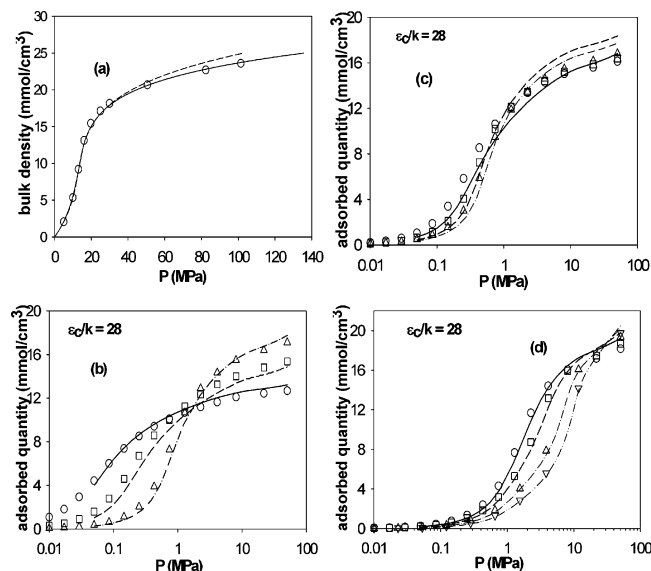 (a)
bulk density (mmol/cm3)
30
25
20
15
10
5
0
0 20 40 60 80 100 120 140
P (MPa)
εC/k = 28
(c)
adsorbed quantity (mmol/cm3)
20
16
12
8
4
0
0.01 0.1 1 10 100
P (MPa)
εC/k = 28
(b)
adsorbed quantity (mmol/cm3)
20
16
12
8
4
0
0.01 0.1 1 10 100
P (MPa)
εC/k = 28
(d)
adsorbed quantity (mmol/cm3)
20
16
12
8
4
0
0.01 0.1 1 10 100
P (MPa)